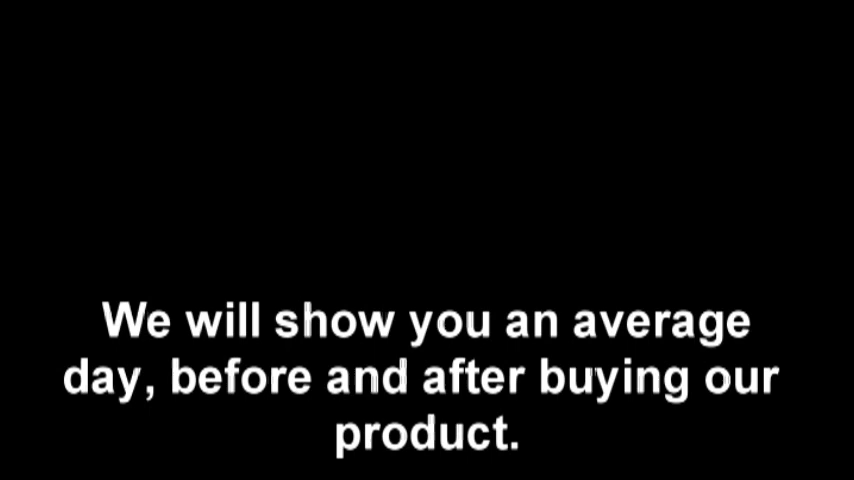 We will show you an average
day, before and after buying our
product.